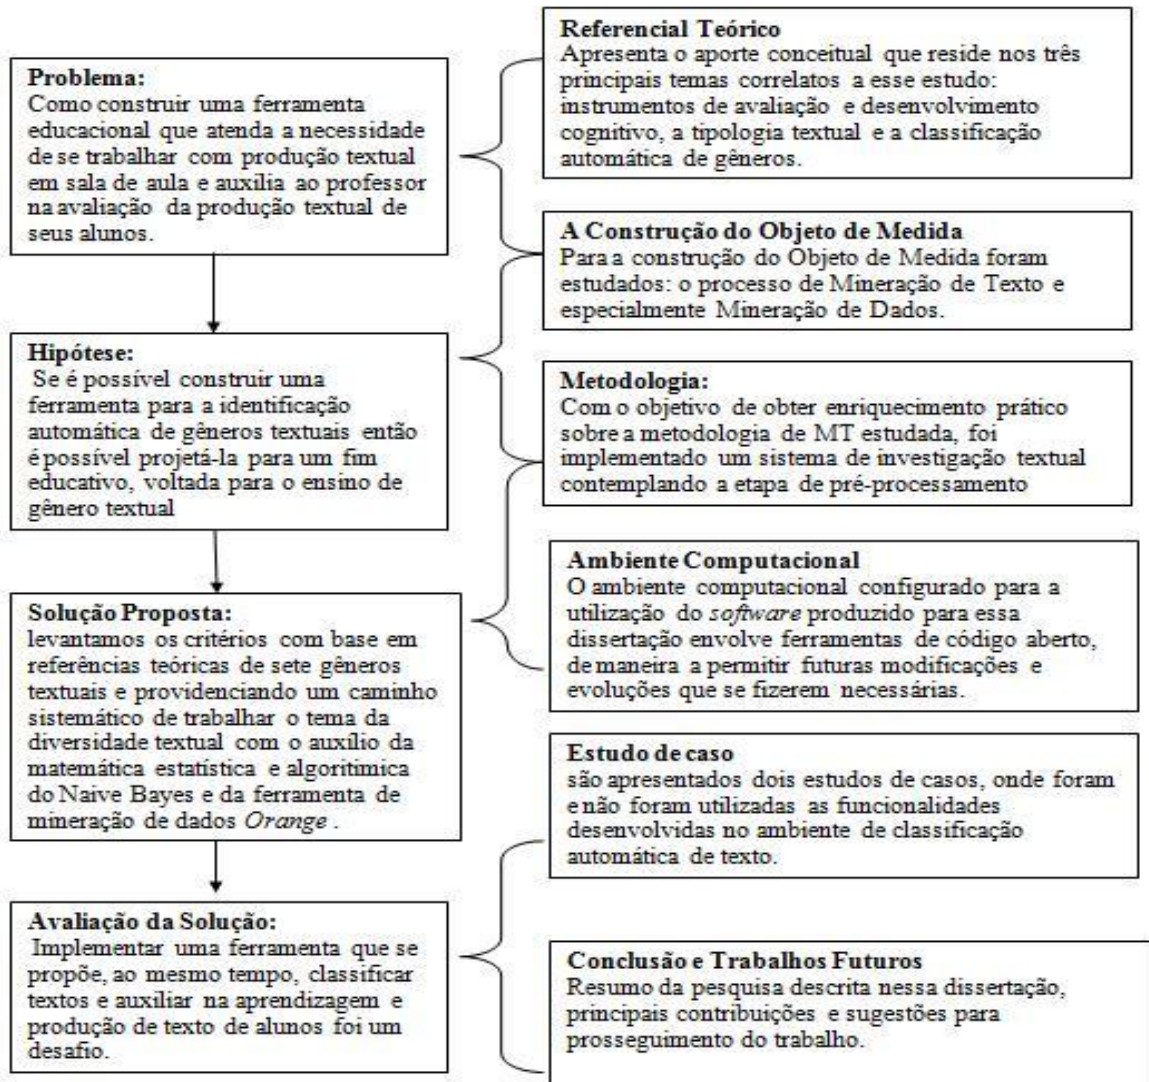 Problema:
Como construir uma ferramenta
educacional que atenda a necessidade
de se trabalhar com produção textual
em sala de aula e auxilia ao professor
na avaliação da produção textual de
seus alunos.
Hipótese:
Se é possível construir uma
ferramenta para a identificação
automática de gêneros textuais então
é possível projetá-la para um fim
educativo, voltada para o ensino de
gênero textual
Solução Proposta:
levantamos os critérios com base em
referências teóricas de sete gêneros
textuais e providenciando um caminho
sistemático de trabalhar o tema da
diversidade textual com o auxílio da
matemática estatística e algoritimica
do Naive Bayes e da ferramenta de
mineração de dados Orange .
Avaliação da Solução:
Implementar uma ferramenta que se
propõe, ao mesmo tempo, classificar
textos e auxiliar na aprendizagem e
produção de texto de alunos foi um
desafio.
Referencial Teórico
Apresenta o aporte conceitual que reside nos três
principais temas correlatos a esse estudo:
instrumentos de avaliação e desenvolvimento
cognitivo, a tipologia textual e a classificação
automática de gêneros.
A Construção do Objeto de Medida
Para a construção do Objeto de Medida foram
estudados: o processo de Mineração de Texto e
especialmente Mineração de Dados.
Metodologia:
Com o objetivo de obter enriquecimento prático
sobre a metodologia de MT estudada, foi
implementado um sistema de investigação textual
contemplando a etapa de pré-processamento
Ambiente Computacional
O ambiente computacional configurado para a
utilização do software produzido para essa
dissertação envolve ferramentas de código aberto,
de maneira a permitir futuras modificações e
evoluções que se fizerem necessárias.
Estudo de caso
são apresentados dois estudos de casos, onde foram
e não foram utilizadas as funcionalidades
desenvolvidas no ambiente de classificação
automática de texto.
Conclusão e Trabalhos Futuros
Resumo da pesquisa descrita nessa dissertação,
principais contribuições e sugestões para
prosseguimento do trabalho.